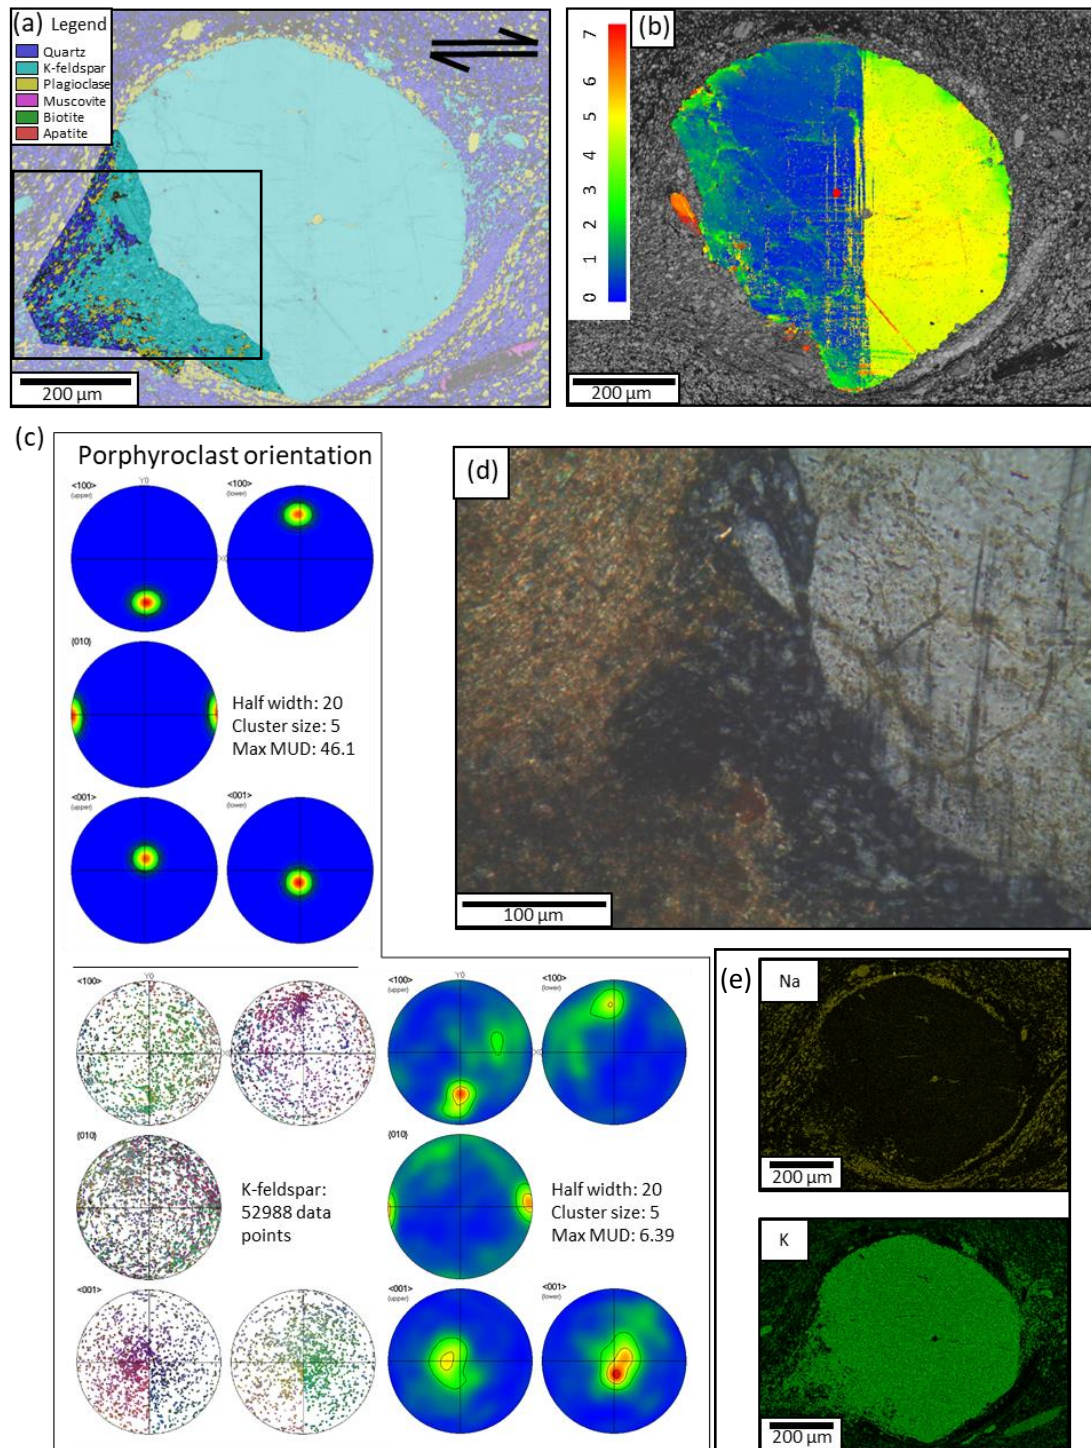 (a)
Legend
Quartz
K-feldspar
Plagioclase
Muscovite
Biotite
Apatite
200 µm
(b)
7
6
5
4
3
2
1
0
200 µm
(c)
Porphyroclast orientation
<100>
(upper)
Y0
<100>
(lower)
{010}
Half width: 20
Cluster size: 5
Max MUD: 46.1
<001>
(upper)
<001>
(lower)
(d)
100 µm
<100>
Y0
<100>
<100>
(upper)
Y0
<100>
(lower)
{010}
K-feldspar:
52988 data
points
{010}
Half width: 20
Cluster size: 5
Max MUD: 6.39
<001>
<001>
<001>
(upper)
<001>
(lower)
(e)
Na
200 µm
K
200 µm